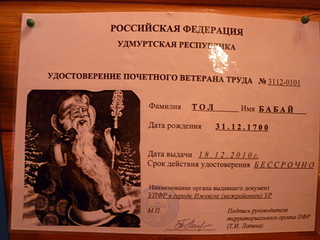 РОССИЙСКАЯ ФЕДЕРАЦИЯ
УДМУРТСКАЯ РЕСПУБЛИКА
УДОСТОВЕРЕНИЕ ПОЧЕТНОГО ВЕТЕРАНА ТРУДА № 3112-0101
Фамилия ТОЛ Имя БАБАЙ
Дата рождения 31.12.1700
Дата выдачи 18.12.2010г.
Срок действия удостоверения БЕССРОЧНО
Наименование органа выдавшего документ
УПФР в городе Ижевске (межрайонное) УР
М.П.
Подпись руководителя
территориального органа ПФР
(Т.И. Лапина)